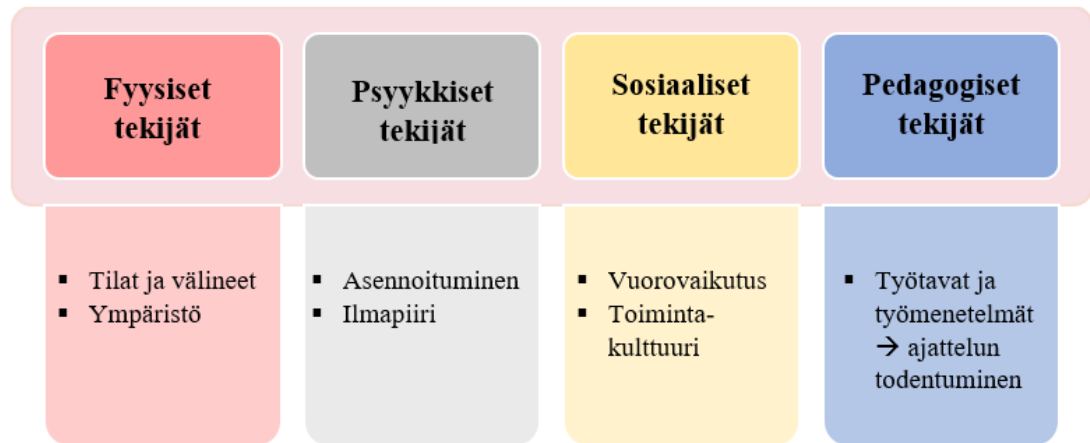 Fyysiset
tekijät
Psyykkiset
tekijät
Sosiaaliset
tekijät
Pedagogiset
tekijät
▪ Tilat ja välineet
▪ Ympäristö
▪ Asennoituminen
▪ Ilmapiiri
▪ Vuorovaikutus
▪ Toiminta-
kulttuuri
▪ Työtavat ja
työmenetelmät
→ ajattelun
todentuminen